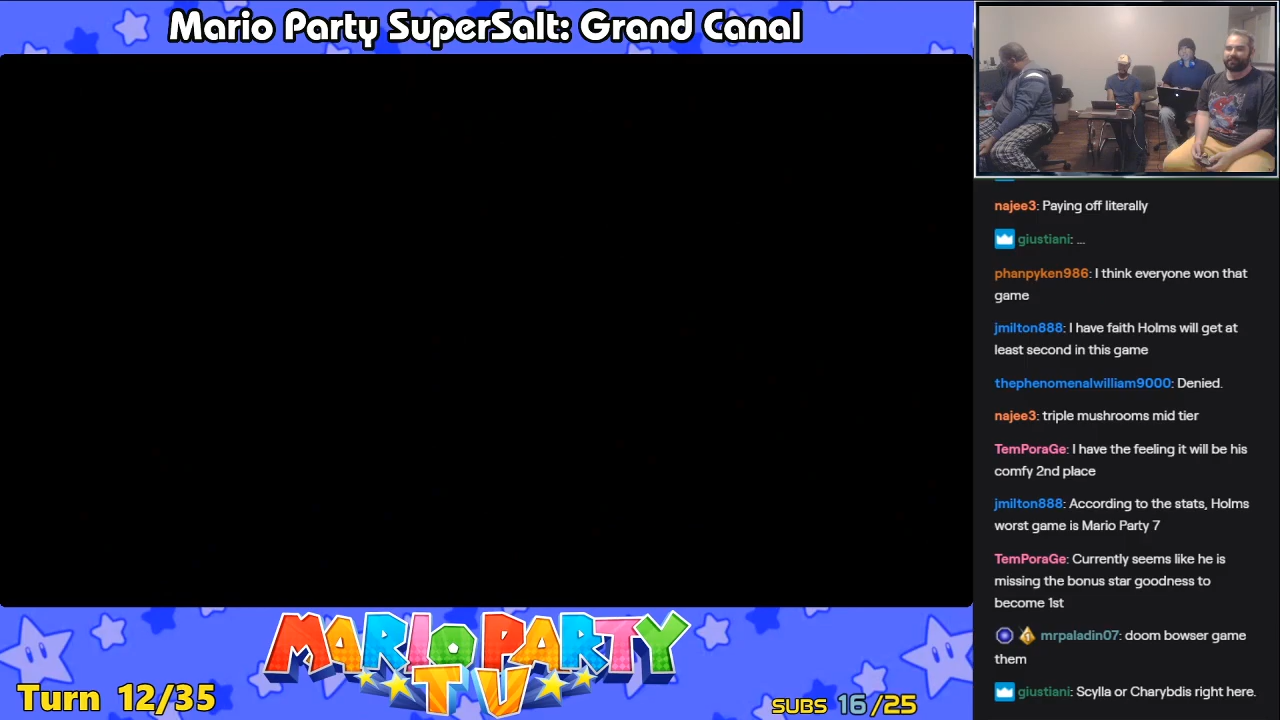 Mario Party SuperSalt: Grand Canal
najee3: Paying off literally
giustiani: ...
phanpyken986: I think everyone won that
game
jmilton888: I have faith Holms will get at
least second in this game
thephenomenalwilliam9000: Denied.
najee3: triple mushrooms mid tier
TemPoraGe: I have the feeling it will be his
comfy 2nd place
jmilton888: According to the stats, Holms
worst game is Mario Party 7
TemPoraGe: Currently seems like he is
missing the bonus star goodness to
become 1st
mrpaladin07: doom bowser game
them
giustiani: Scylla or Charybdis right here.
MARIO PARTY
TV
Turn 12/35
SUBS 16/25